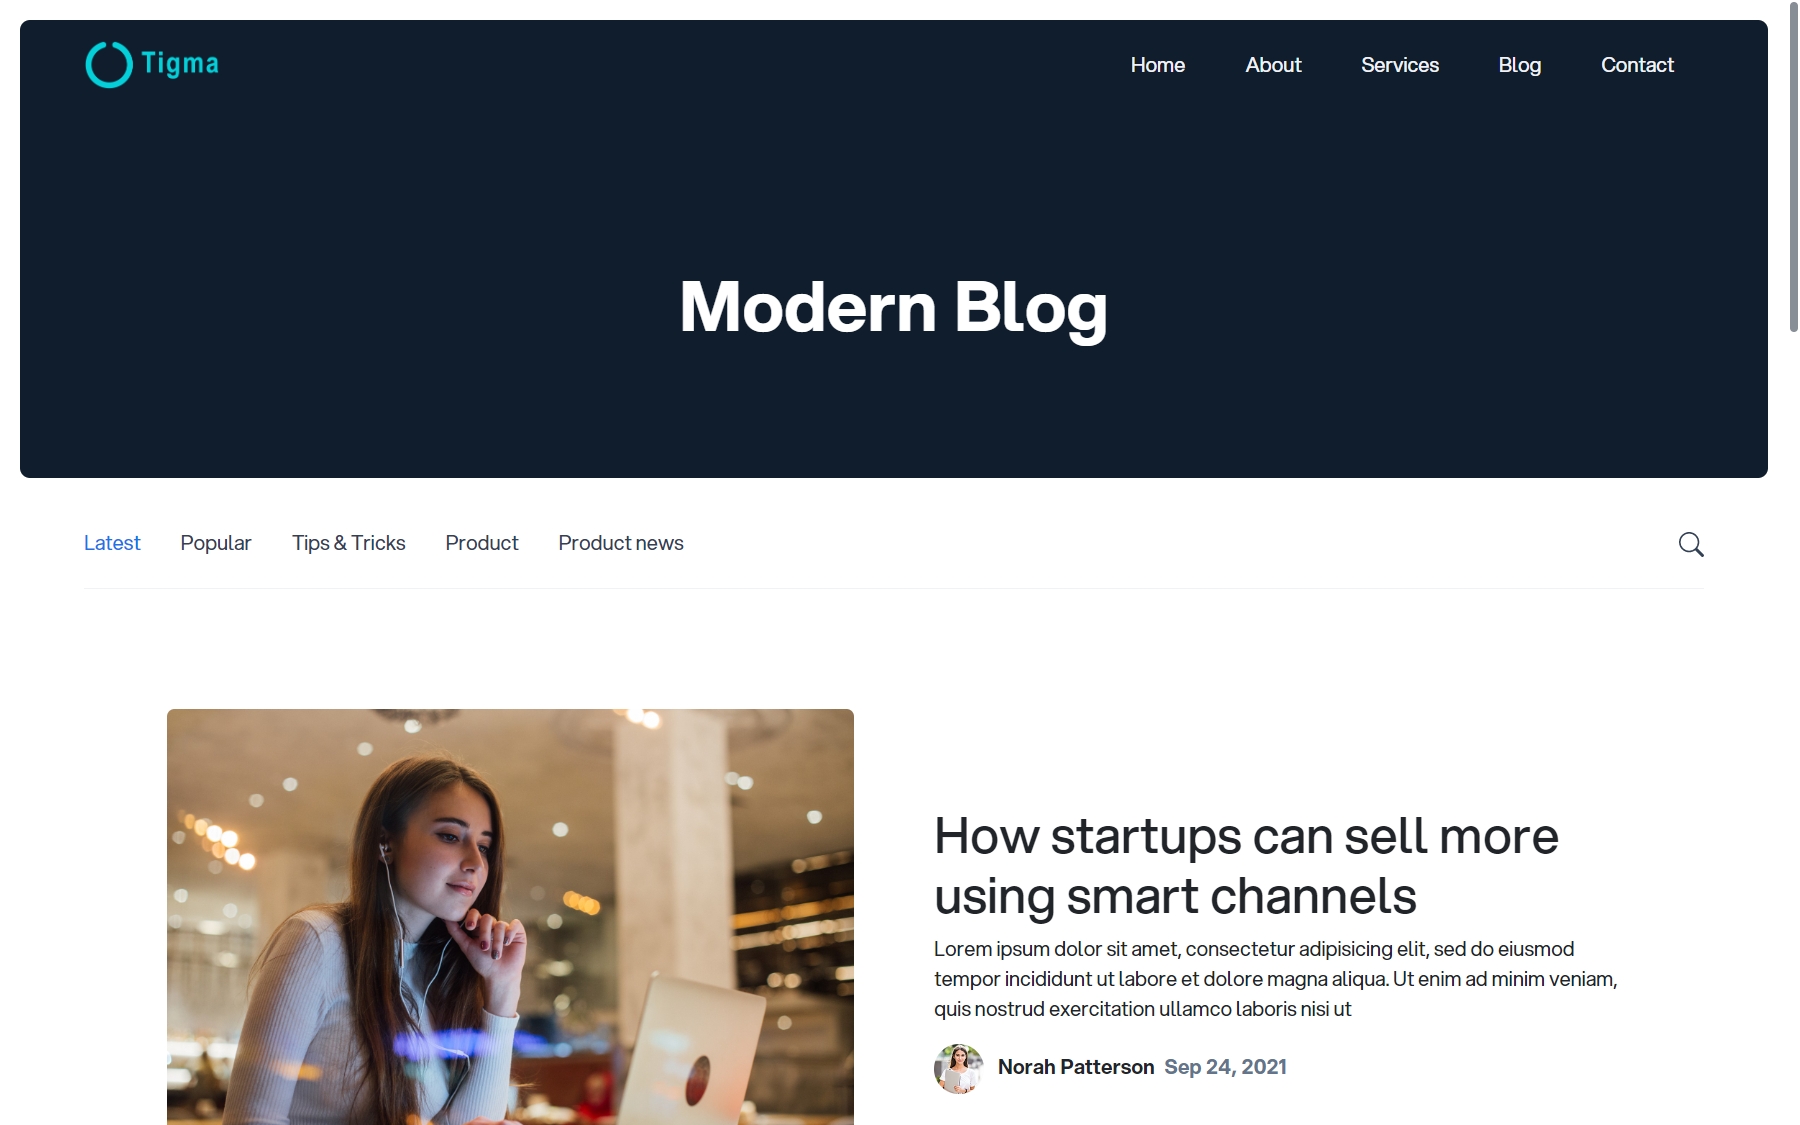 Tigma
Home
About
Services
Blog
Contact
Modern Blog
Latest
Popular
Tips & Tricks
Product
Product news
How startups can sell more
using smart channels
Lorem ipsum dolor sit amet, consectetur adipisicing elit, sed do eiusmod
tempor incididunt ut labore et dolore magna aliqua. Ut enim ad minim veniam,
quis nostrud exercitation ullamco laboris nisi ut
Norah Patterson Sep 24, 2021